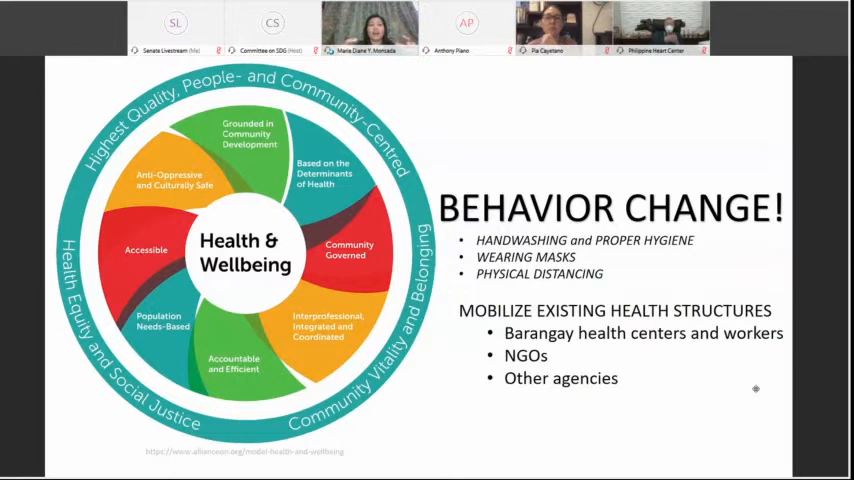 SL
CS
AP
Senate Livestream (Me)
Committee on SDG (Host)
Maria Diane Y. Monsada
Anthony Piano
Pia Cayetano
Philippine Heart Center
Highest Quality, People- and Community-Centred
Grounded in
Community
Development
Based on the
Determinants
of Health
Anti-Oppressive
and Culturally Safe
Accessible
Health &
Wellbeing
Community
Governed
Population
Needs-Based
Interprofessional,
Integrated and
Coordinated
Accountable
and Efficient
Health Equity and Social Justice
Community Vitality and Belonging
https://www.allianceon.org/model-health-and-wellbeing
BEHAVIOR CHANGE!
• HANDWASHING and PROPER HYGIENE
• WEARING MASKS
• PHYSICAL DISTANCING
MOBILIZE EXISTING HEALTH STRUCTURES
• Barangay health centers and workers
• NGOs
• Other agencies